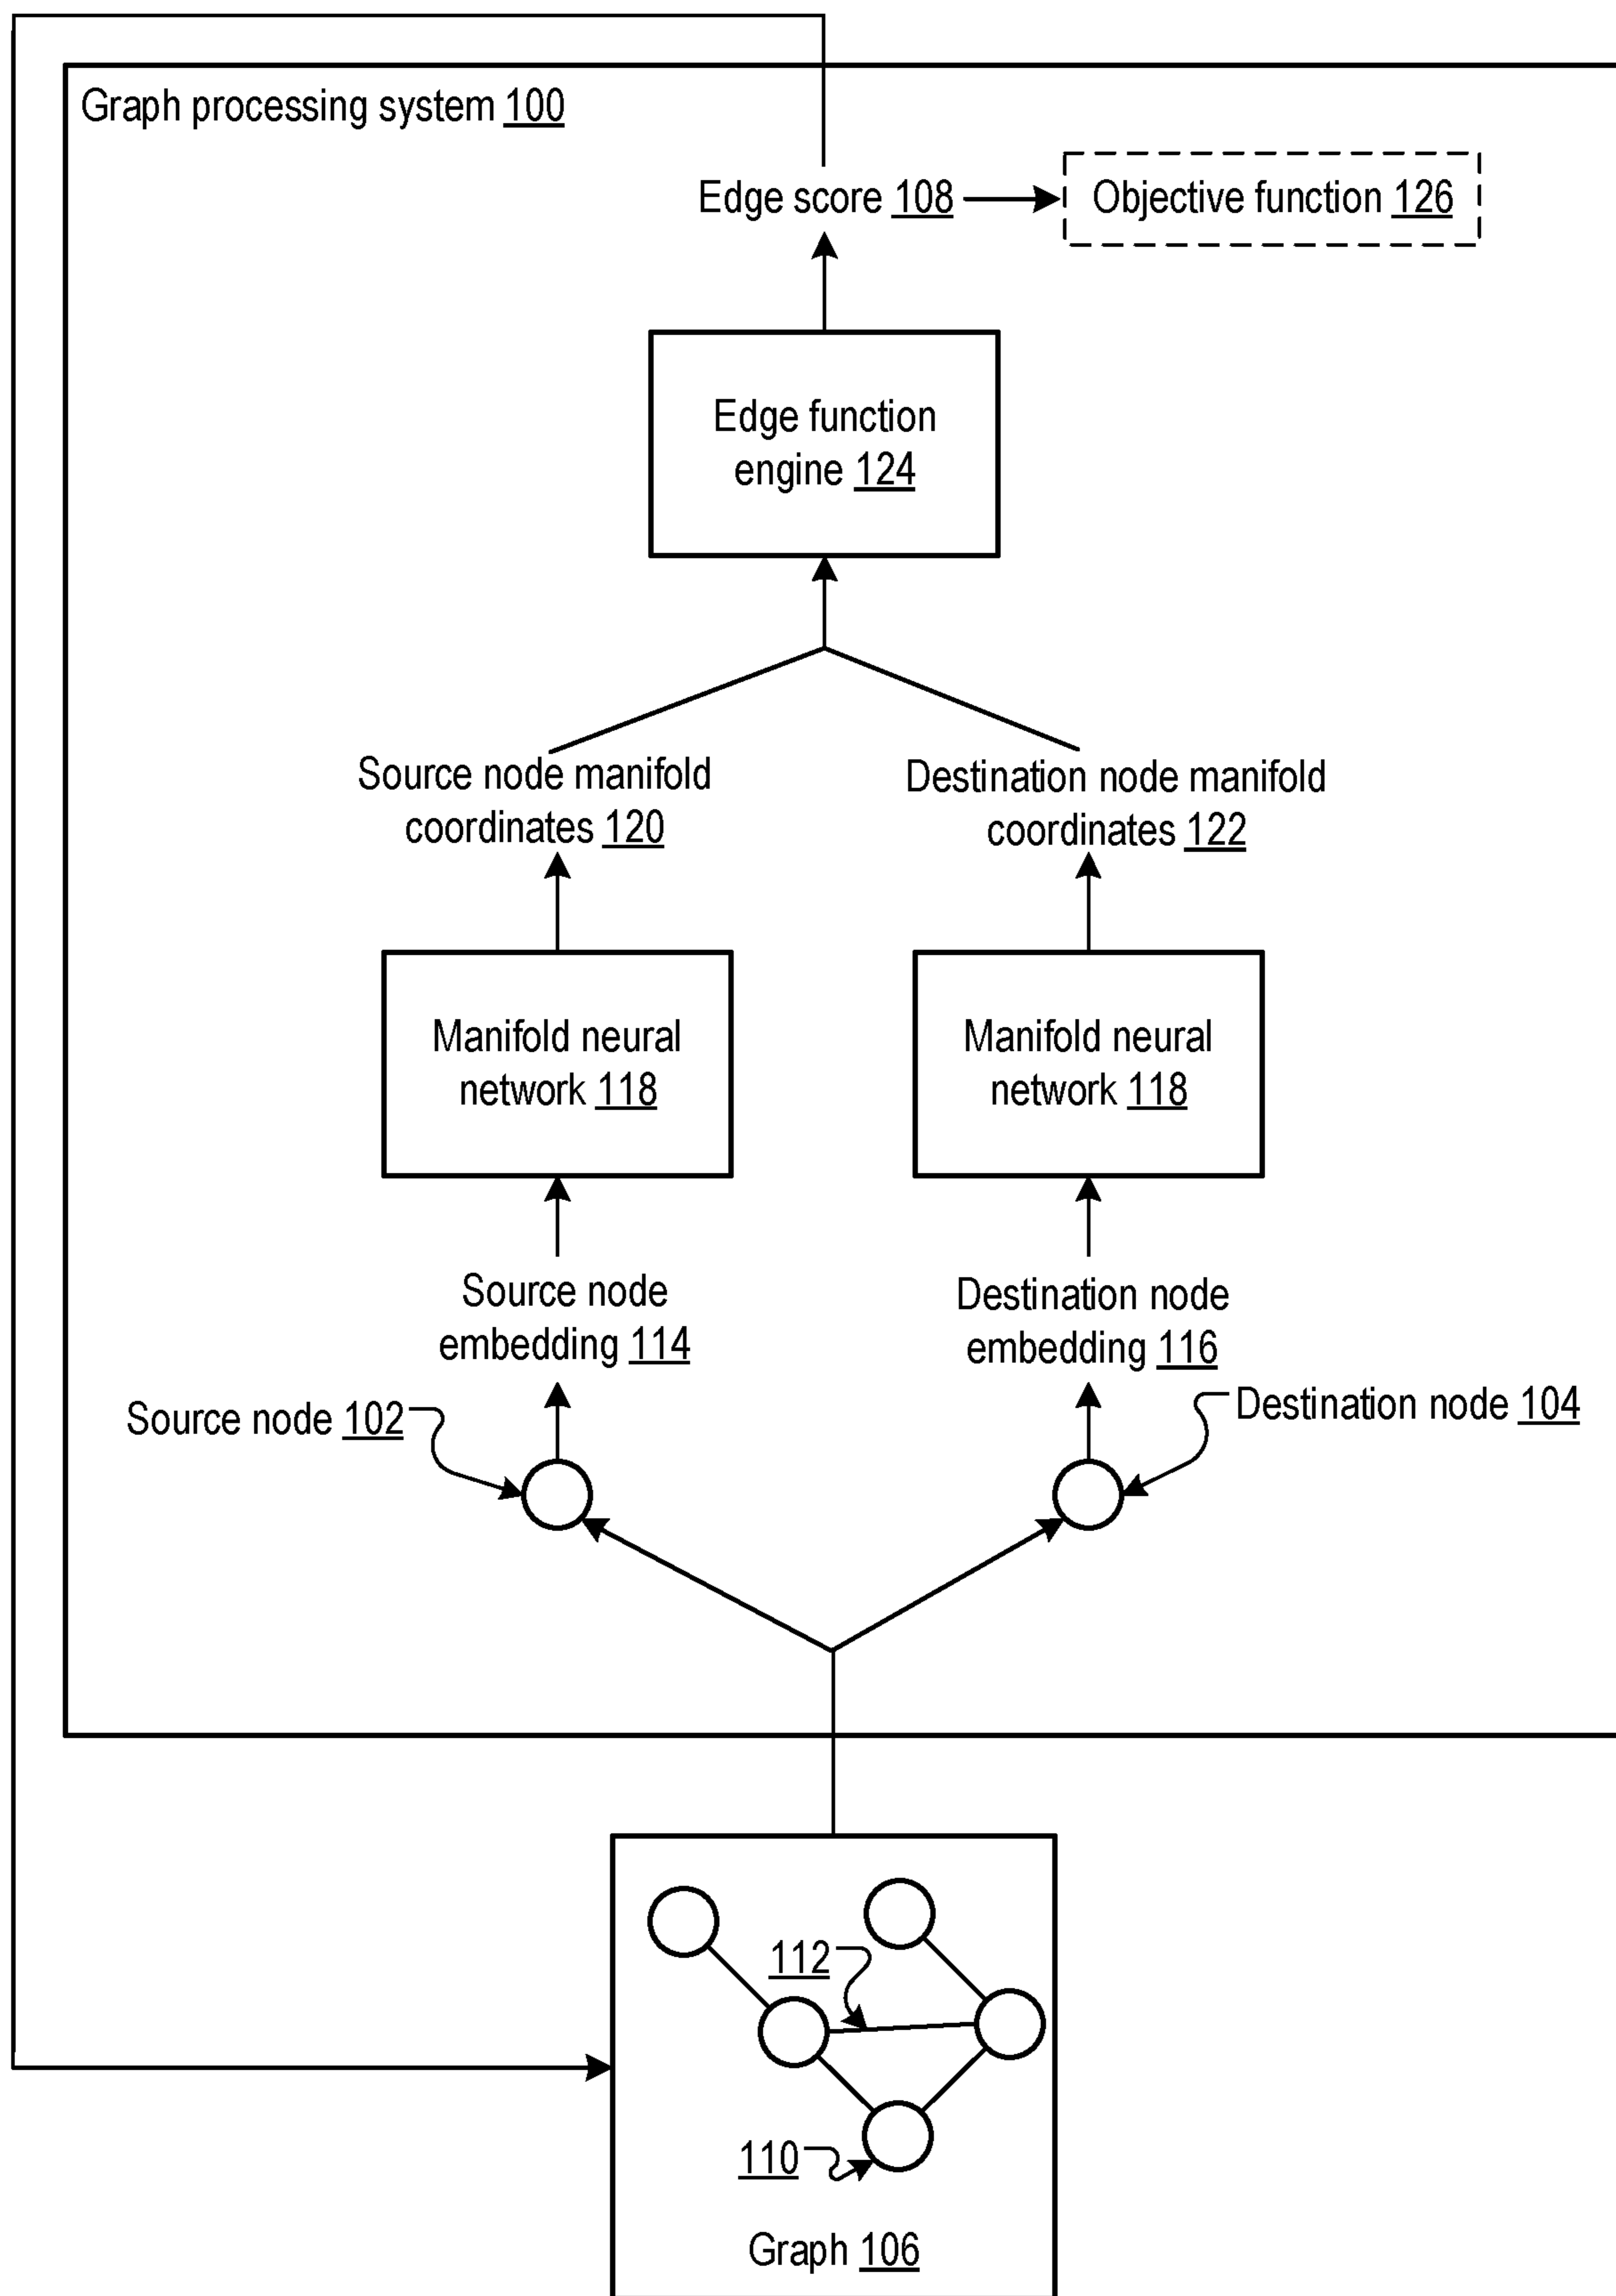 Graph processing system 100
Edge score 108
Objective function 126
Edge function
engine 124
Source node manifold
coordinates 120
Destination node manifold
coordinates 122
Manifold neural
network 118
Manifold neural
network 118
Source node
embedding 114
Destination node
embedding 116
Source node 102
Destination node 104
112
110
Graph 106